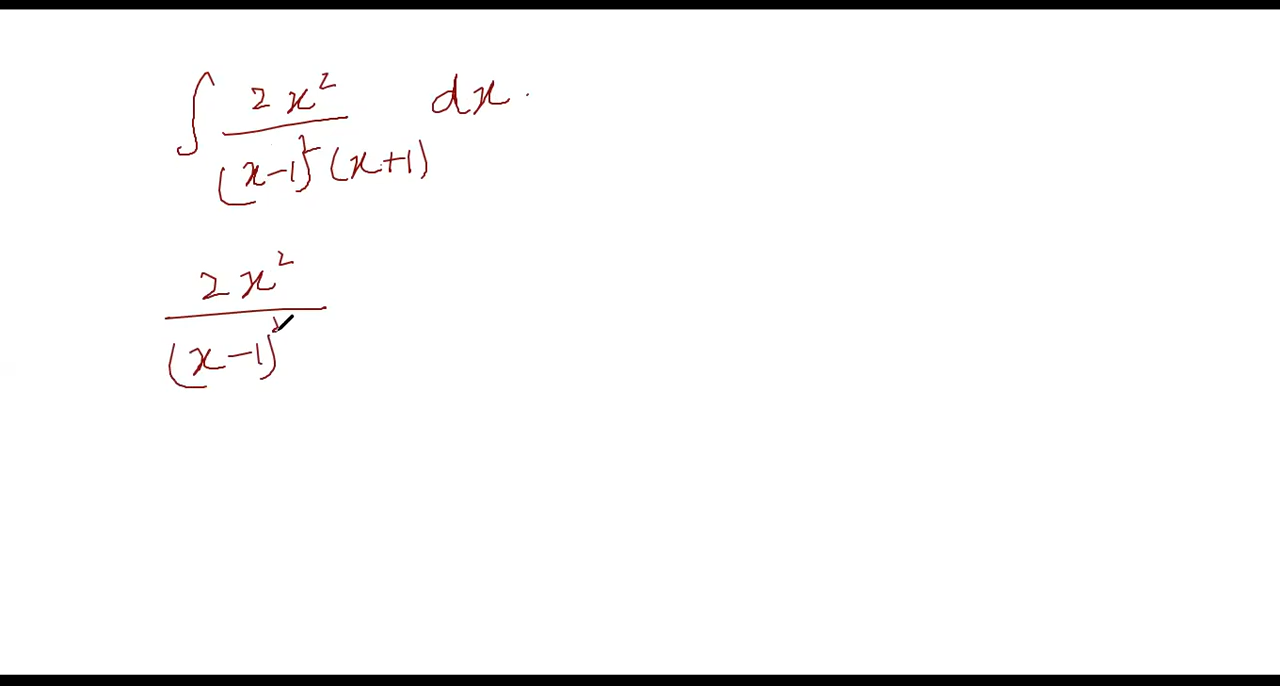 ∫ 2x² / (x-1)² (x+1) dx.
2x² / (x-1)²